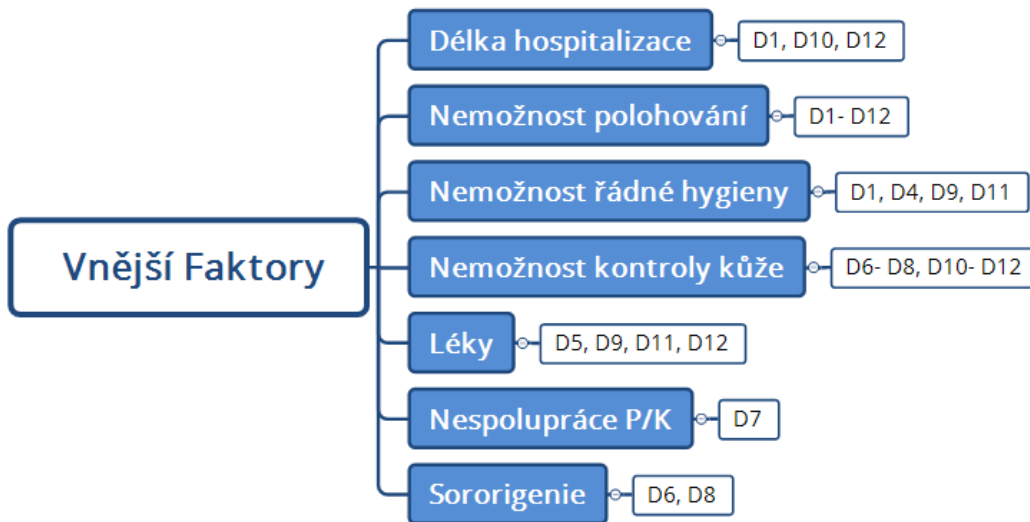 Vnější Faktory
Délka hospitalizace
D1, D10, D12
Nemožnost polohování
D1- D12
Nemožnost řádné hygieny
D1, D4, D9, D11
Nemožnost kontroly kůže
D6- D8, D10- D12
Léky
D5, D9, D11, D12
Nespolupráce P/K
D7
Sororigenie
D6, D8